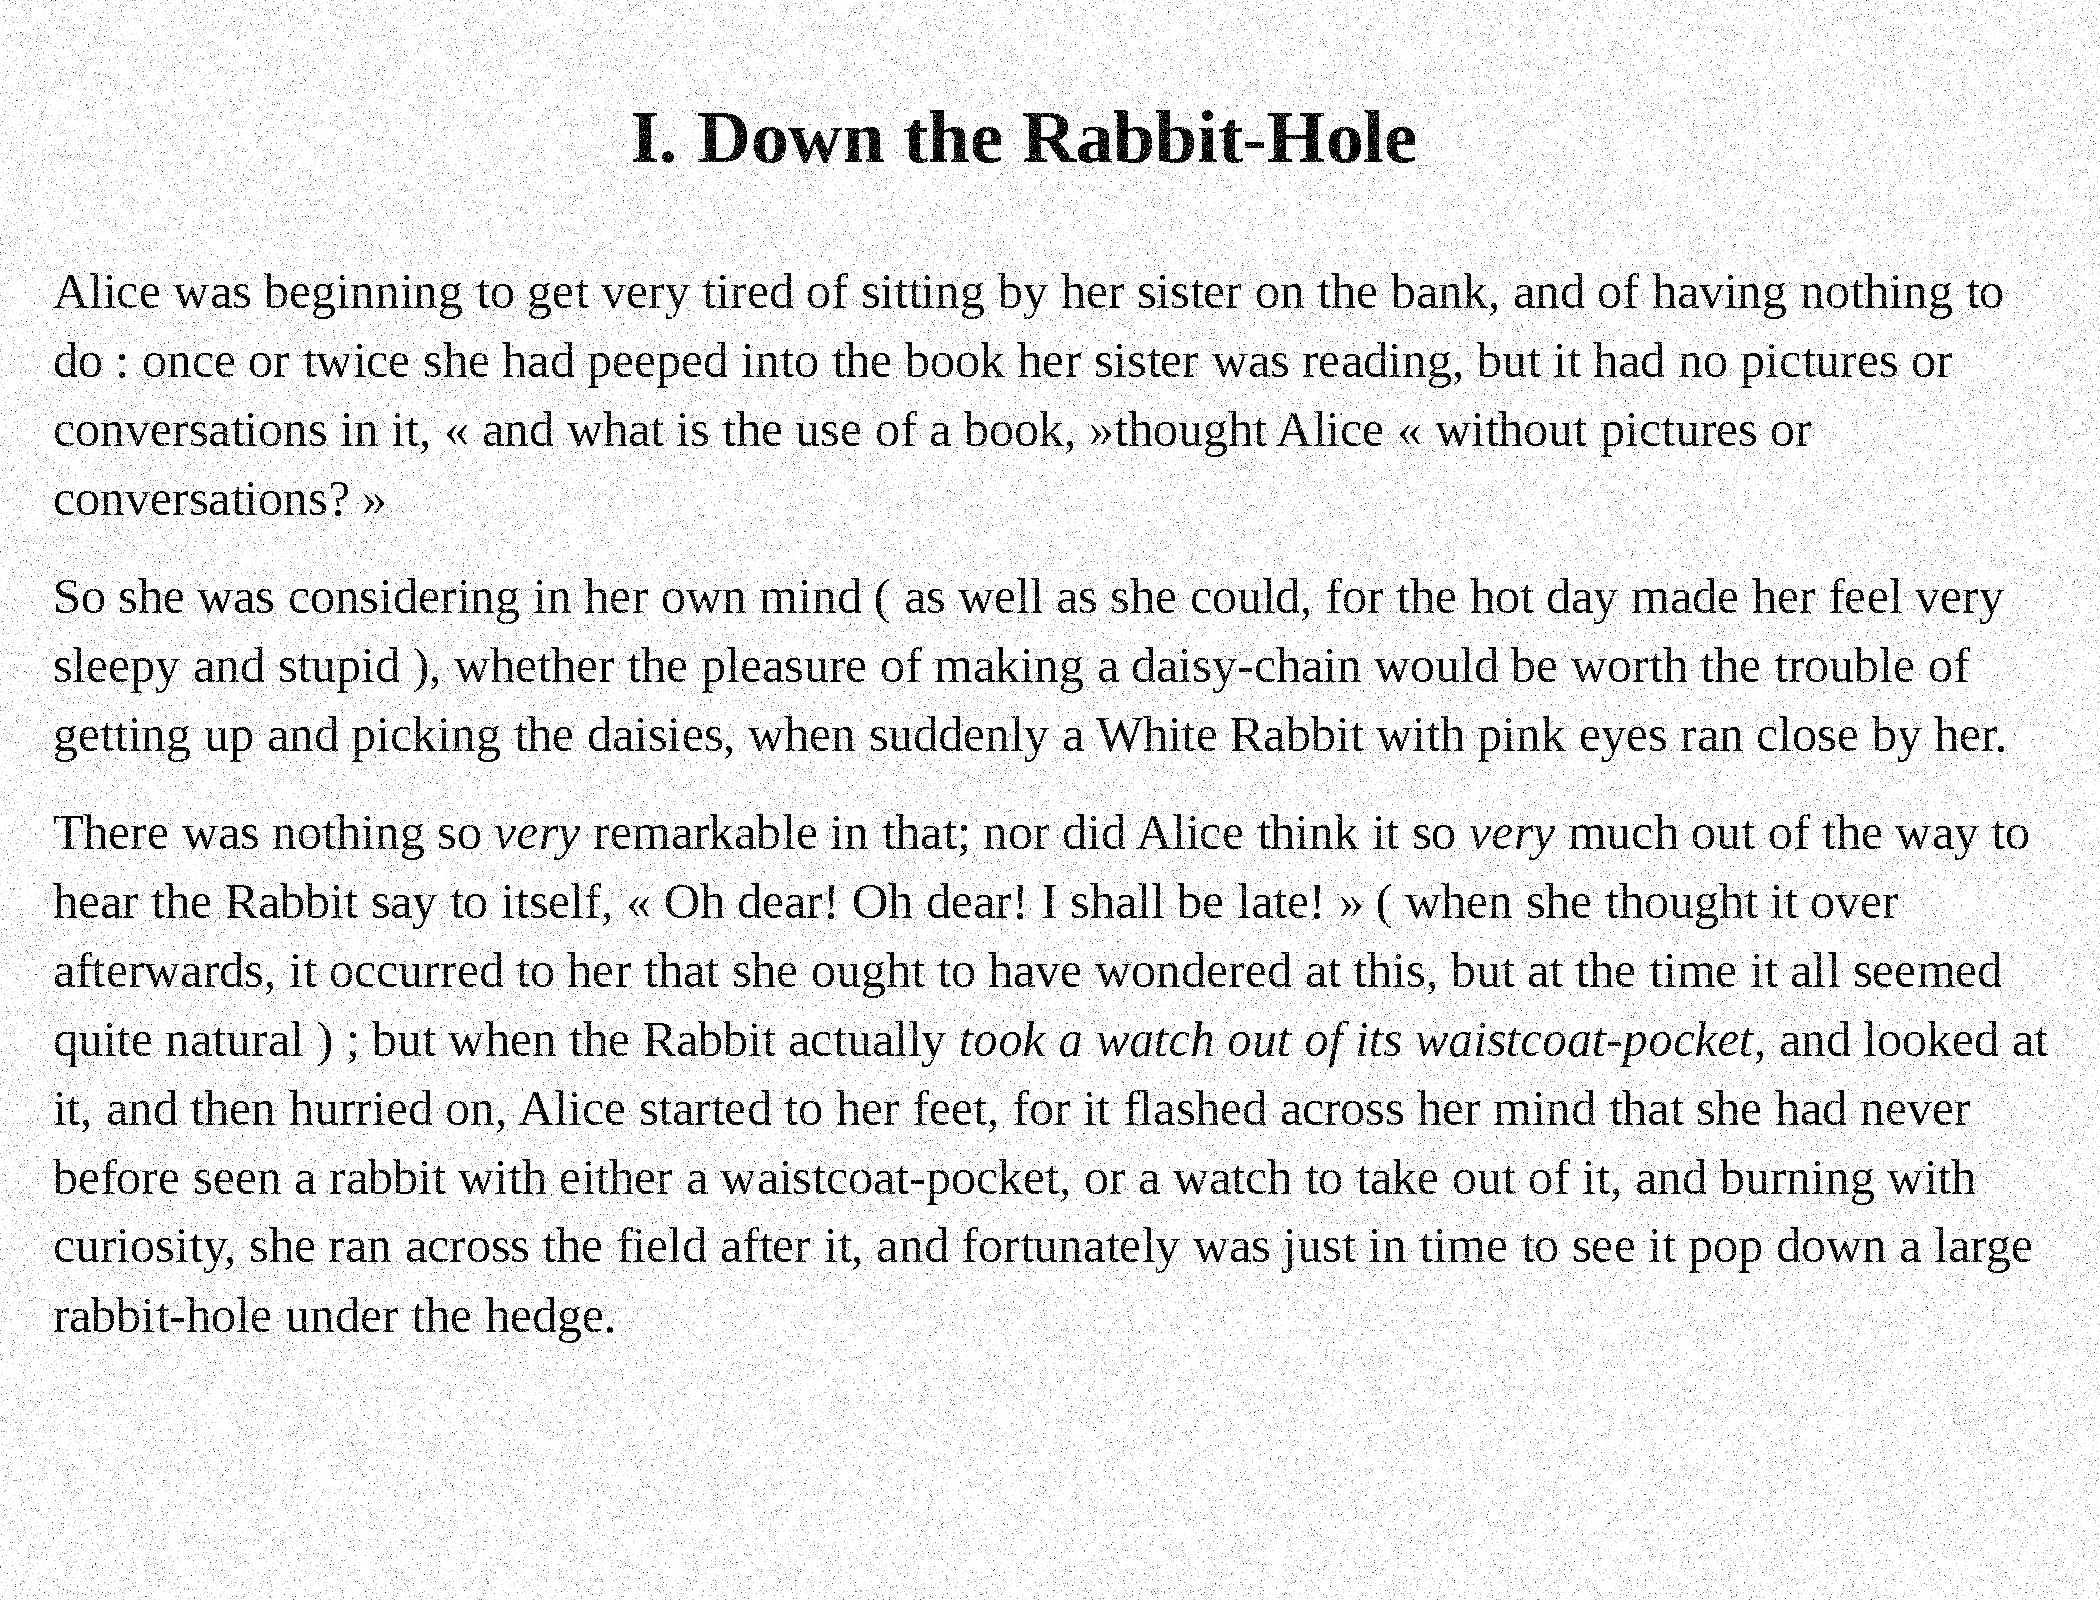 I. Down the Rabbit-Hole
Alice was beginning to get very tired of sitting by her sister on the bank, and of having nothing to
do : once or twice she had peeped into the book her sister was reading, but it had no pictures or
conversations in it, « and what is the use of a book, »thought Alice « without pictures or
conversations? »
So she was considering in her own mind ( as well as she could, for the hot day made her feel very
sleepy and stupid ), whether the pleasure of making a daisy-chain would be worth the trouble of
getting up and picking the daisies, when suddenly a White Rabbit with pink eyes ran close by her.
There was nothing so very remarkable in that; nor did Alice think it so very much out of the way to
hear the Rabbit say to itself, « Oh dear! Oh dear! I shall be late! » ( when she thought it over
afterwards, it occurred to her that she ought to have wondered at this, but at the time it all seemed
quite natural ) ; but when the Rabbit actually took a watch out of its waistcoat-pocket, and looked at
it, and then hurried on, Alice started to her feet, for it flashed across her mind that she had never
before seen a rabbit with either a waistcoat-pocket, or a watch to take out of it, and burning with
curiosity, she ran across the field after it, and fortunately was just in time to see it pop down a large
rabbit-hole under the hedge.